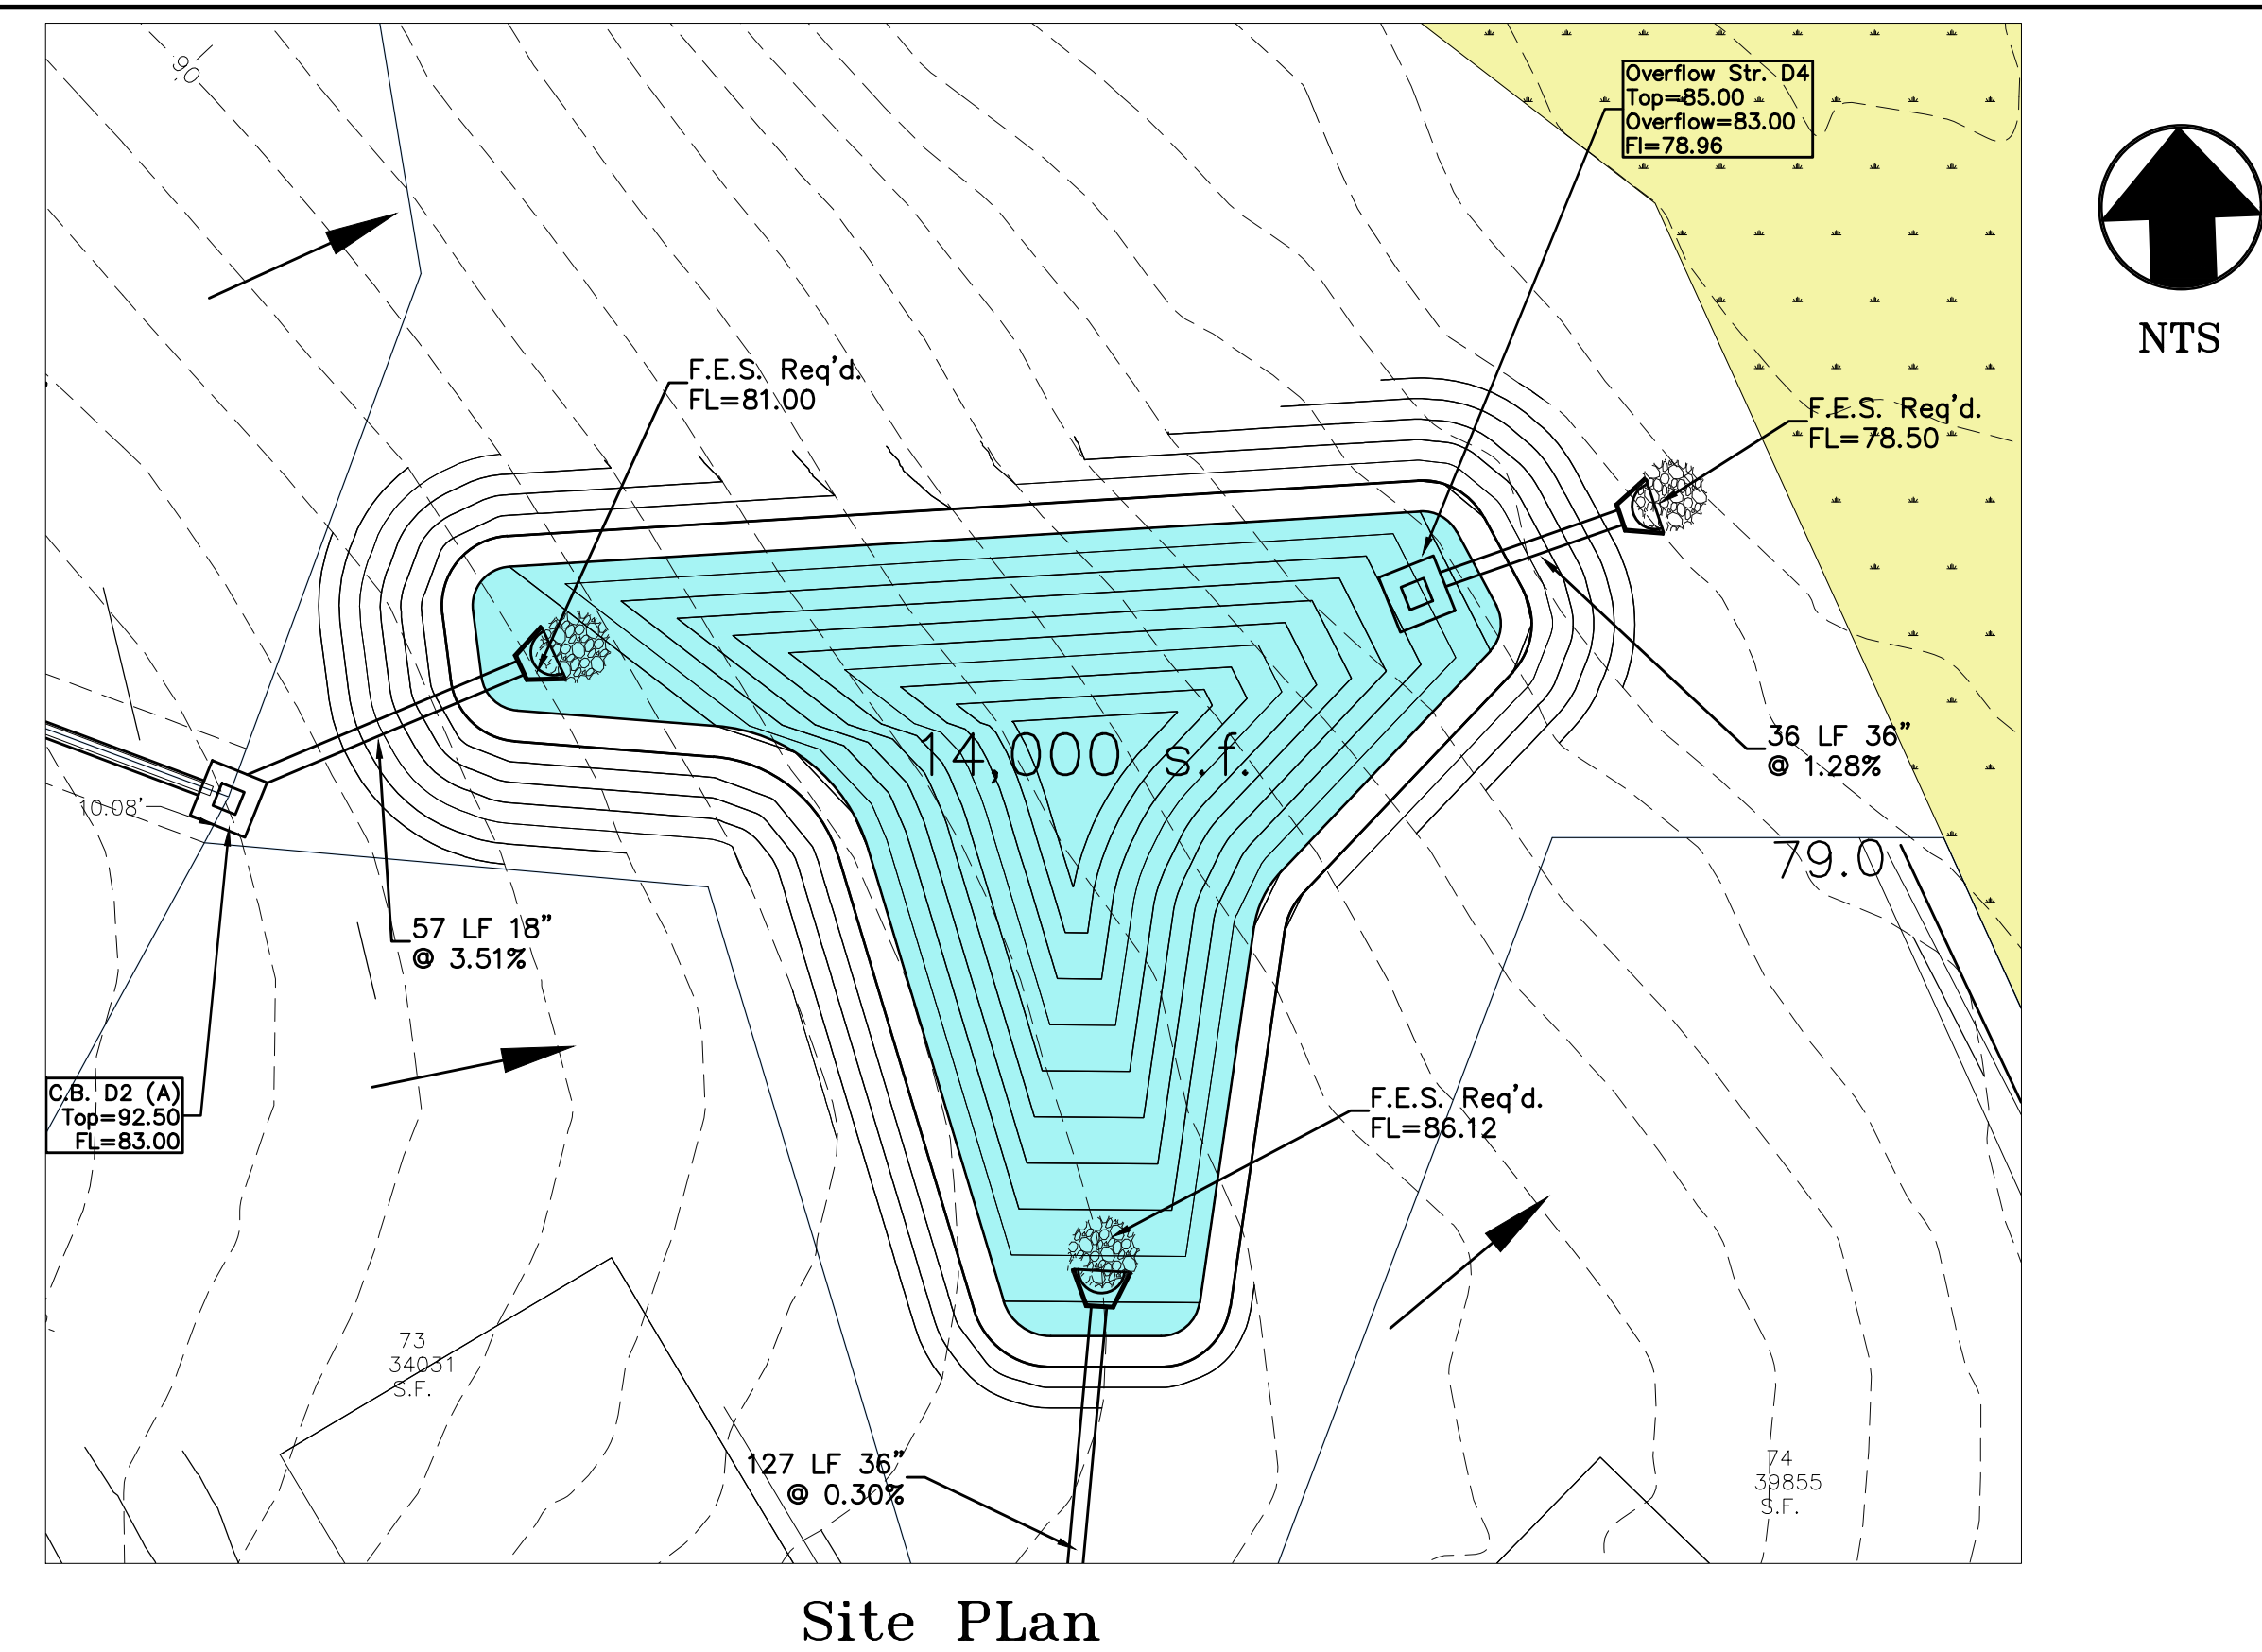 90
Overflow Str. D4
Top=85.00
Overflow=83.00
Fl=78.96
NTS
F.E.S. Req'd.
FL=81.00
F.E.S. Req'd.
FL=78.50
14,000 s.f.
36 LF 36"
@ 1.28%
10.08'
79.0
57 LF 18"
@ 3.51%
C.B. D2 (A)
Top=92.50
FL=83.00
F.E.S. Req'd.
FL=86.12
73
34031
S.F.
127 LF 36"
@ 0.30%
74
39855
S.F.
Site PLan